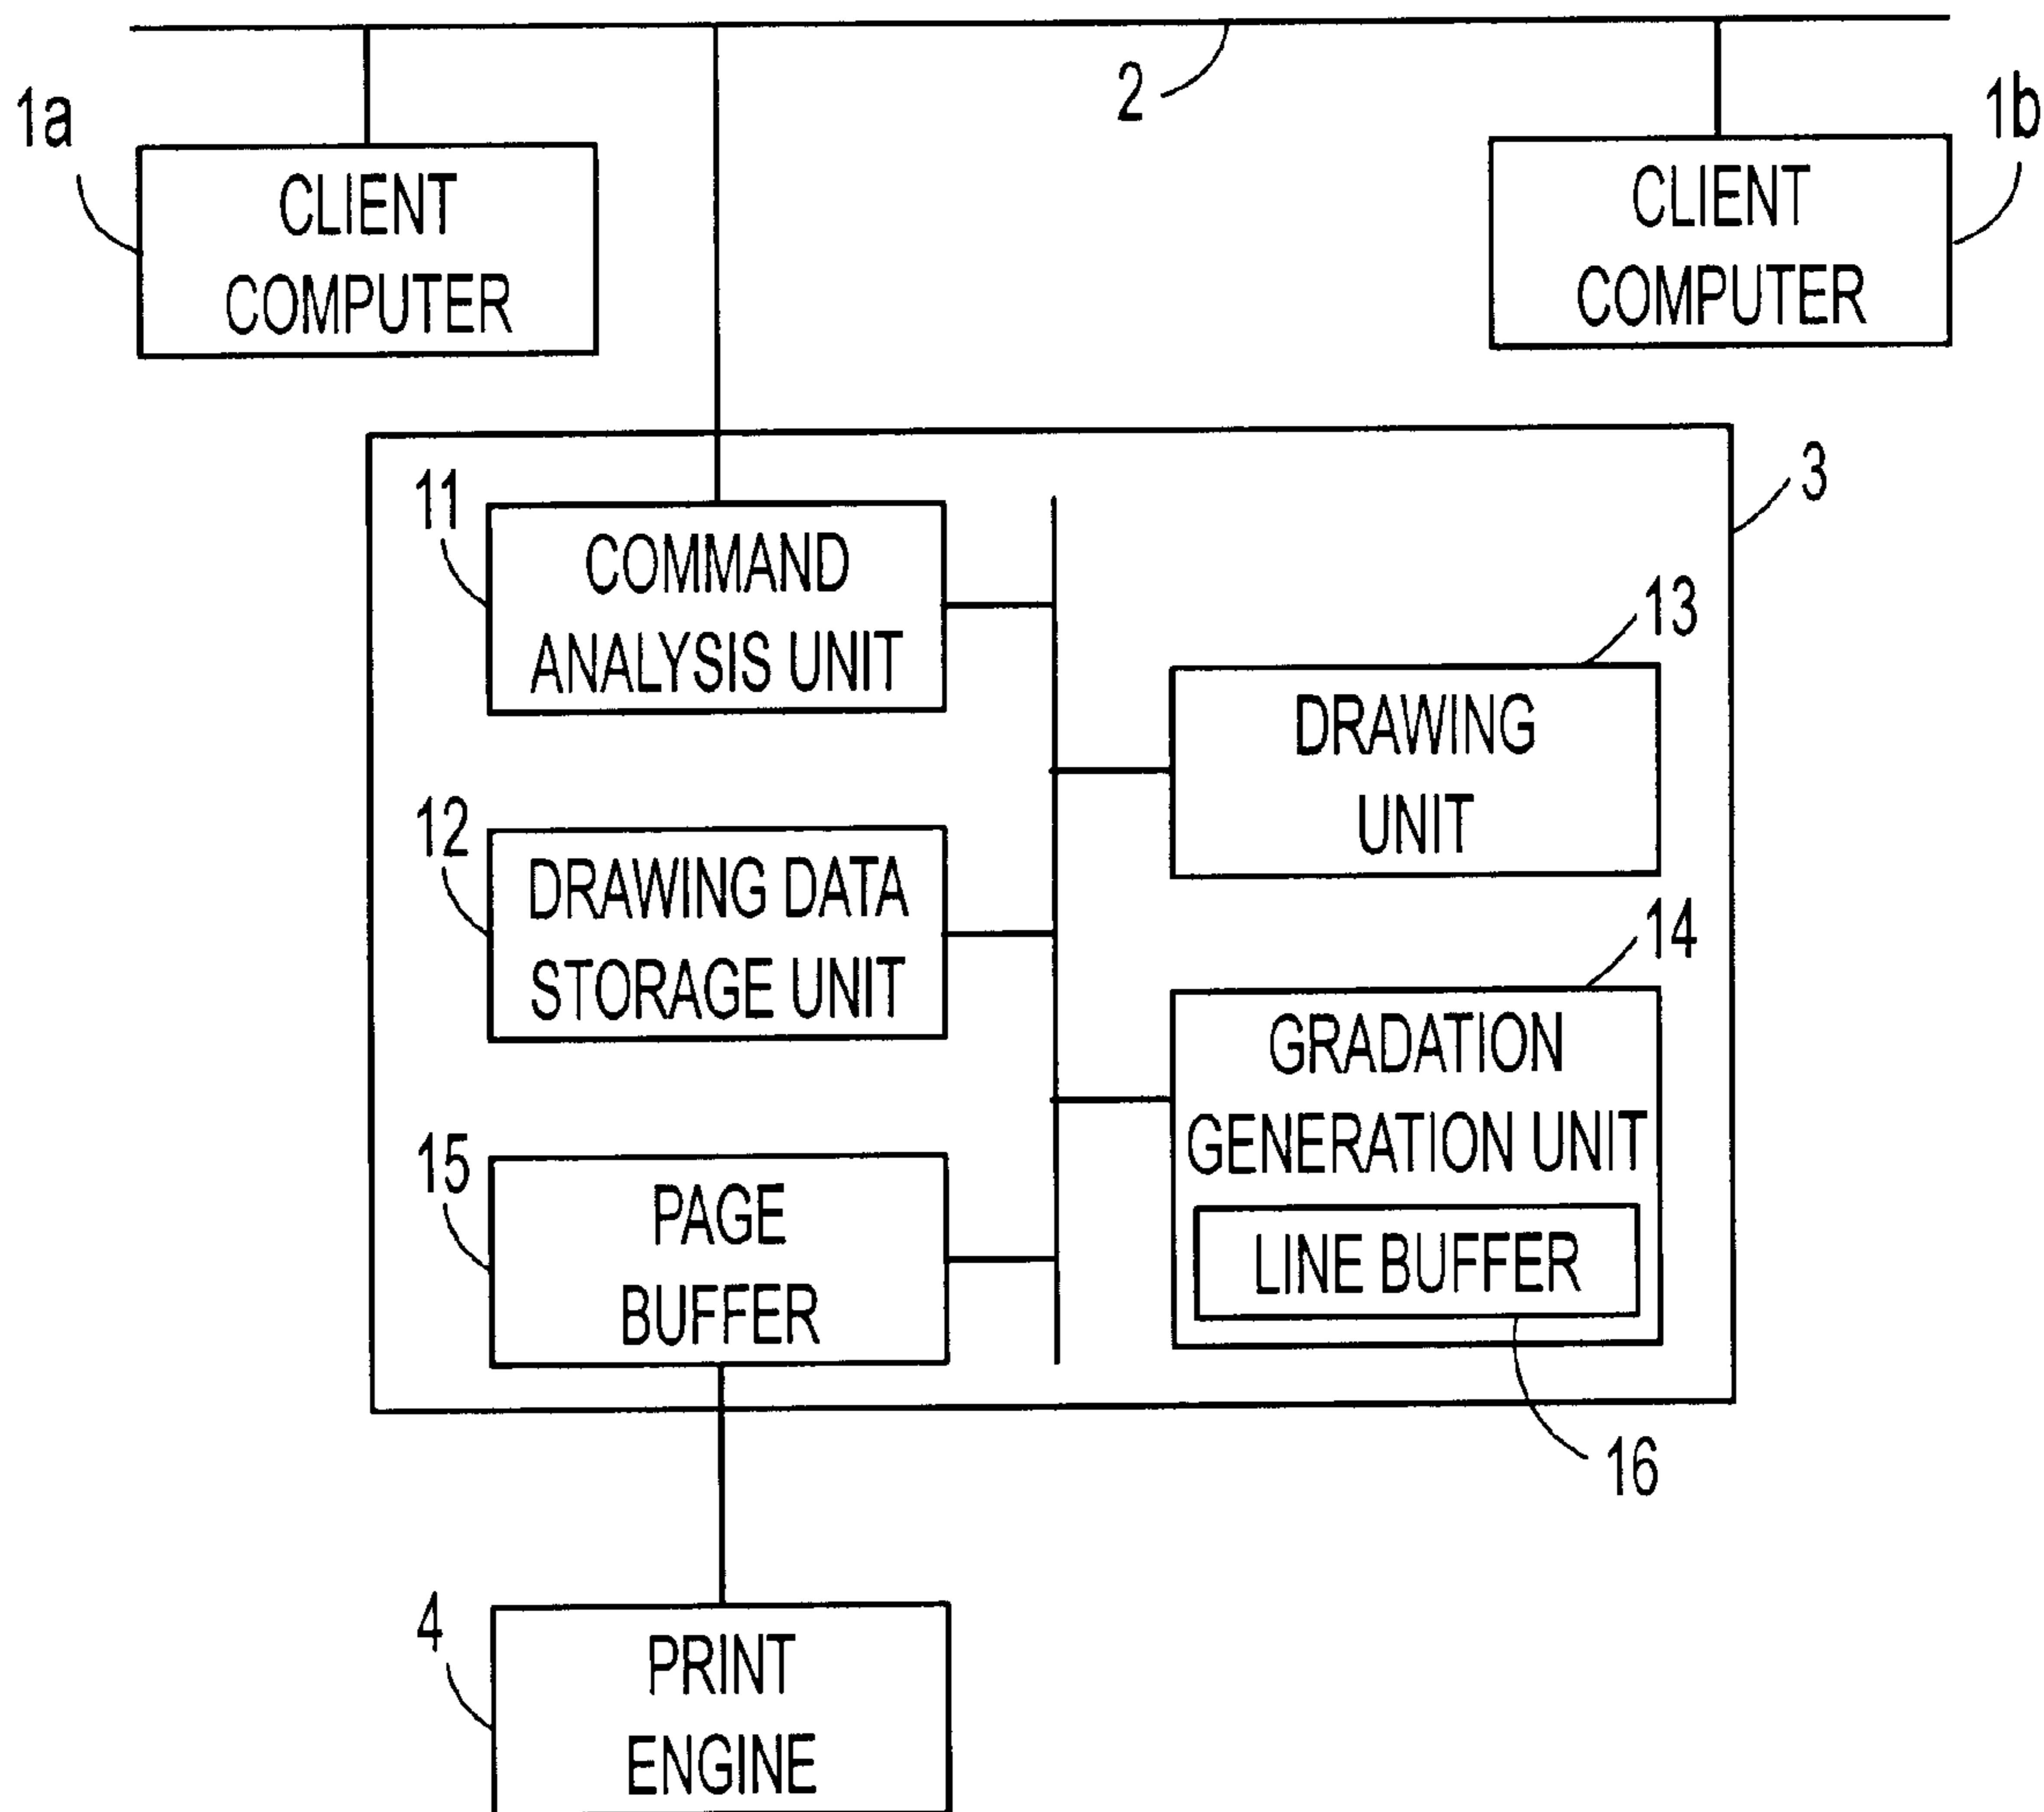 2
1a
1b
CLIENT
COMPUTER
CLIENT
COMPUTER
3
11
COMMAND
ANALYSIS UNIT
13
DRAWING
UNIT
12
DRAWING DATA
STORAGE UNIT
14
GRADATION
GENERATION UNIT
LINE BUFFER
15
PAGE
BUFFER
16
4
PRINT
ENGINE